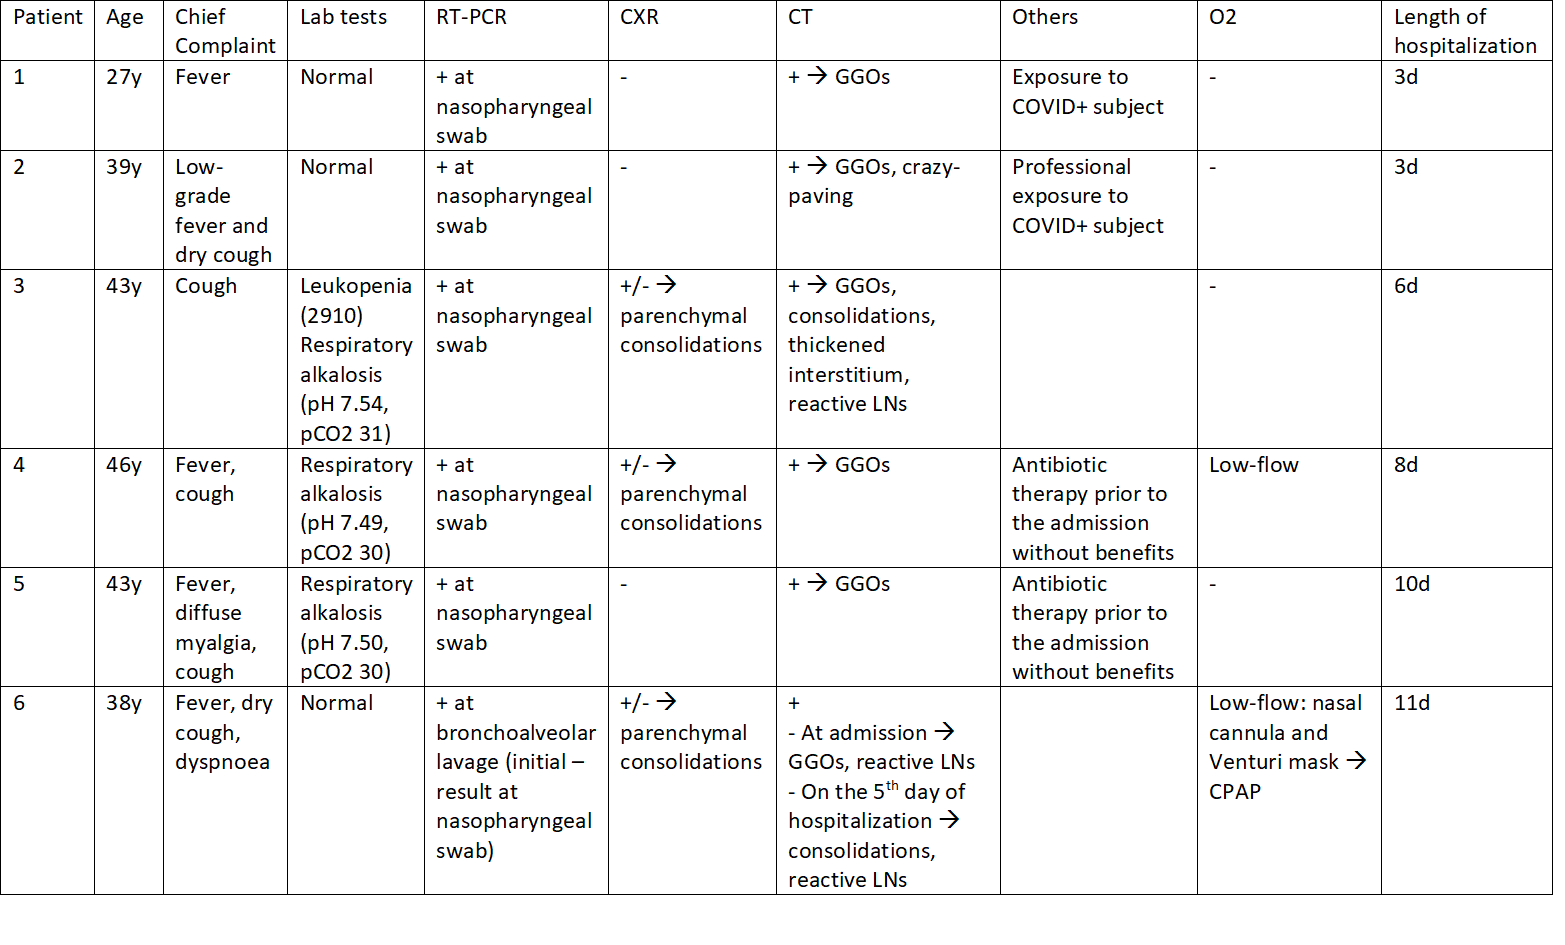 Patient Age Chief Complaint Lab tests RT-PCR CXR CT Others O2 Length of hospitalization
1 27y Fever Normal + at nasopharyngeal swab - + → GGOs Exposure to COVID+ subject - 3d
2 39y Low-grade fever and dry cough Normal + at nasopharyngeal swab - + → GGOs, crazy-paving Professional exposure to COVID+ subject - 3d
3 43y Cough Leukopenia (2910) Respiratory alkalosis (pH 7.54, pCO2 31) + at nasopharyngeal swab +/- → parenchymal consolidations + → GGOs, consolidations, thickened interstitium, reactive LNs - 6d
4 46y Fever, cough Respiratory alkalosis (pH 7.49, pCO2 30) + at nasopharyngeal swab +/- → parenchymal consolidations + → GGOs Antibiotic therapy prior to the admission without benefits Low-flow 8d
5 43y Fever, diffuse myalgia, cough Respiratory alkalosis (pH 7.50, pCO2 30) + at nasopharyngeal swab - + → GGOs Antibiotic therapy prior to the admission without benefits - 10d
6 38y Fever, dry cough, dyspnoea Normal + at bronchoalveolar lavage (initial – result at nasopharyngeal swab) +/- → parenchymal consolidations + - At admission → GGOs, reactive LNs - On the 5th day of hospitalization → consolidations, reactive LNs Low-flow: nasal cannula and Venturi mask → CPAP 11d